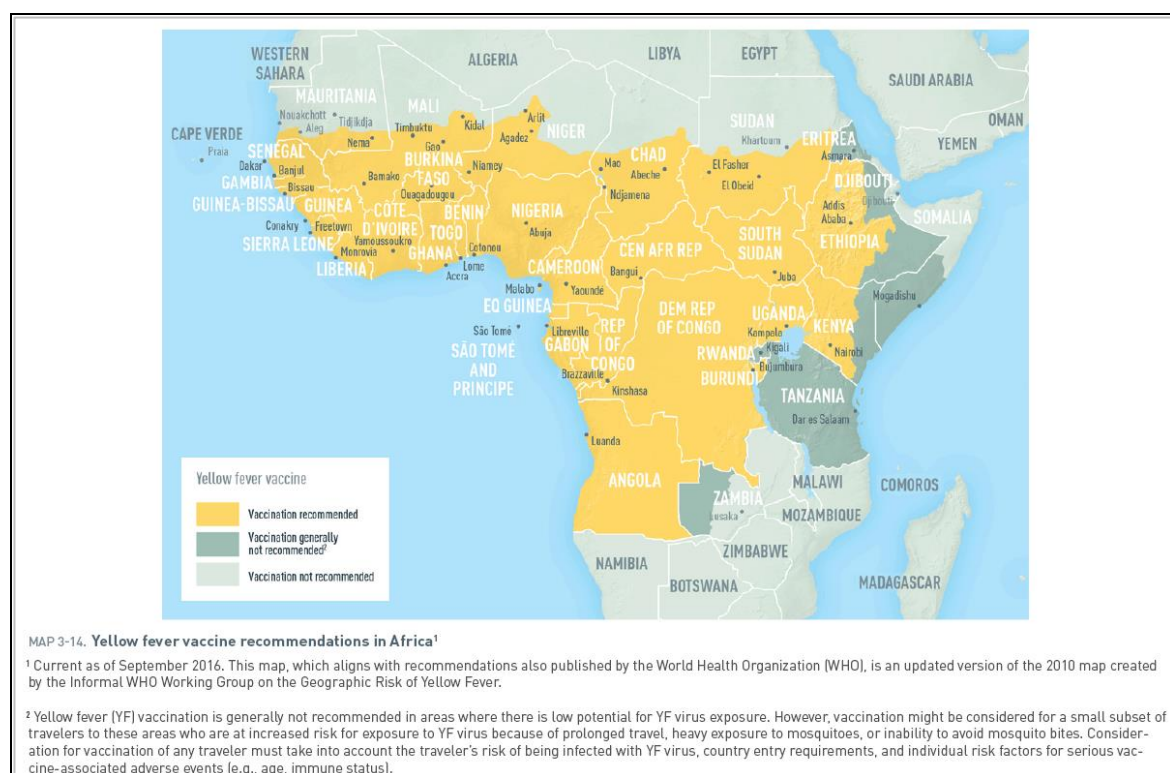 WESTERN
SAHARA
ALGERIA
LIBYA
EGYPT
SAUDI ARABIA
OMAN
YEMEN
MAURITANIA
MALI
NIGER
SUDAN
ERITREA
Nouakchott
Tidjikdja
Aleg
Nema
Timbuktu
Kidal
Gao
Arlit
Agadez
Khartoum
Asmara
CAPE VERDE
Praia
SENEGAL
Dakar
Banjul
GAMBIA
Bissau
GUINEA-BISSAU
GUINEA
Bamako
BURKINA
FASO
Ouagadougou
Niamey
CHAD
Mao
Abeche
Ndjamena
El Fasher
El Obeid
DJIBOUTI
Djibouti
Addis
Ababa
SOMALIA
Conakry
Freetown
SIERRA LEONE
CÔTE
D'IVOIRE
Yamoussoukro
Monrovia
LIBERIA
BENIN
TOGO
GHANA
Cotonou
Lome
Accra
NIGERIA
Abuja
CEN AFR REP
SOUTH
SUDAN
ETHIOPIA
CAMEROON
Bangui
Juba
Malabo
Yaoundé
EQ GUINEA
Mogadishu
São Tomé
SÃO TOMÉ
AND
PRINCIPE
Libreville
GABON
REP
OF
CONGO
DEM REP
OF CONGO
UGANDA
Kampala
KENYA
Nairobi
RWANDA
Kigali
Bujumbura
BURUNDI
Brazzaville
Kinshasa
TANZANIA
Dar es Salaam
Luanda
ANGOLA
ZAMBIA
Lusaka
MALAWI
COMOROS
MOZAMBIQUE
NAMIBIA
ZIMBABWE
BOTSWANA
MADAGASCAR
Yellow fever vaccine
Vaccination recommended
Vaccination generally
not recommended²
Vaccination not recommended
MAP 3-14. Yellow fever vaccine recommendations in Africa¹
¹ Current as of September 2016. This map, which aligns with recommendations also published by the World Health Organization (WHO), is an updated version of the 2010 map created
by the Informal WHO Working Group on the Geographic Risk of Yellow Fever.
² Yellow fever (YF) vaccination is generally not recommended in areas where there is low potential for YF virus exposure. However, vaccination might be considered for a small subset of
travelers to these areas who are at increased risk for exposure to YF virus because of prolonged travel, heavy exposure to mosquitoes, or inability to avoid mosquito bites. Consider-
ation for vaccination of any traveler must take into account the traveler's risk of being infected with YF virus, country entry requirements, and individual risk factors for serious vac-
cine-associated adverse events (e.g., age, immune status).